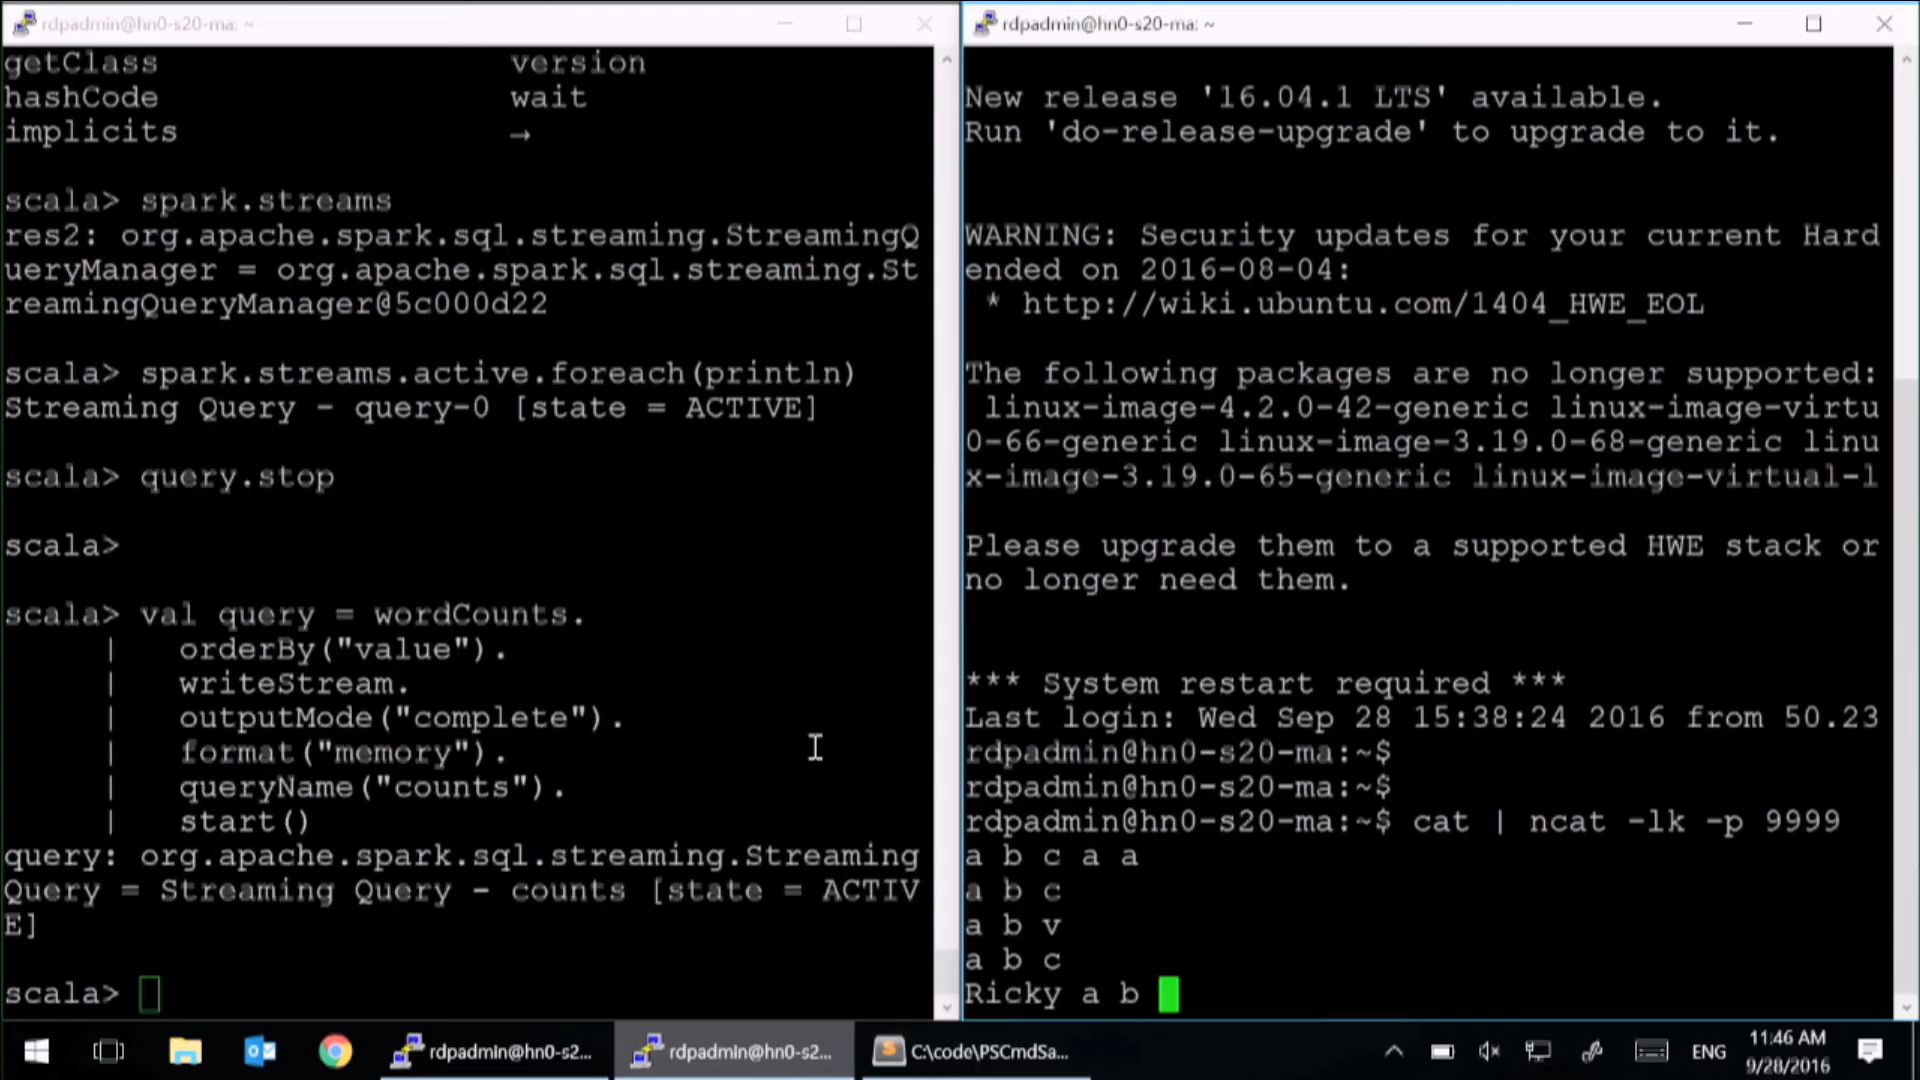 rdpadmin@hn0-s20-ma: ~
getClass version
hashCode wait
implicits →
scala> spark.streams
res2: org.apache.spark.sql.streaming.StreamingQ
ueryManager = org.apache.spark.sql.streaming.St
reamingQueryManager@5c000d22
scala> spark.streams.active.foreach(println)
Streaming Query - query-0 [state = ACTIVE]
scala> query.stop
scala>
scala> val query = wordCounts.
| orderBy("value").
| writeStream.
| outputMode("complete").
| format("memory").
| queryName("counts").
| start()
query: org.apache.spark.sql.streaming.Streaming
Query = Streaming Query - counts [state = ACTIV
E]
scala>
rdpadmin@hn0-s20-ma: ~
New release '16.04.1 LTS' available.
Run 'do-release-upgrade' to upgrade to it.
WARNING: Security updates for your current Hard
ended on 2016-08-04:
* http://wiki.ubuntu.com/1404_HWE_EOL
The following packages are no longer supported:
linux-image-4.2.0-42-generic linux-image-virtu
0-66-generic linux-image-3.19.0-68-generic linu
x-image-3.19.0-65-generic linux-image-virtual-l
Please upgrade them to a supported HWE stack or
no longer need them.
*** System restart required ***
Last login: Wed Sep 28 15:38:24 2016 from 50.23
rdpadmin@hn0-s20-ma:~$
rdpadmin@hn0-s20-ma:~$
rdpadmin@hn0-s20-ma:~$ cat | ncat -lk -p 9999
a b c a a
a b c
a b v
a b c
Ricky a b
rdpadmin@hn0-s2...
rdpadmin@hn0-s2...
C:\code\PSCmdSa...
ENG
11:46 AM
9/28/2016